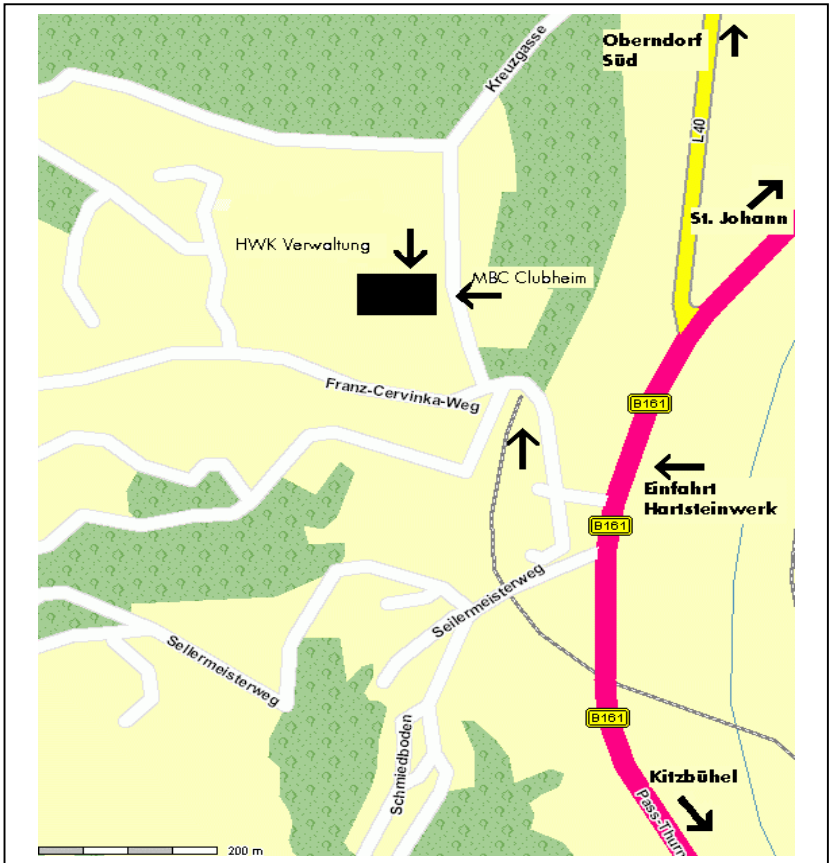 Kreuzgasse
Oberndorf
Süd
L40
St. Johann
HWK Verwaltung
MBC Clubheim
Franz-Cervinka-Weg
B161
Einfahrt
Hartsteinwerk
B161
Seilermeisterweg
Seilermeisterweg
B161
Schmiedboden
Kitzbühel
Pass-Thurn
200 m